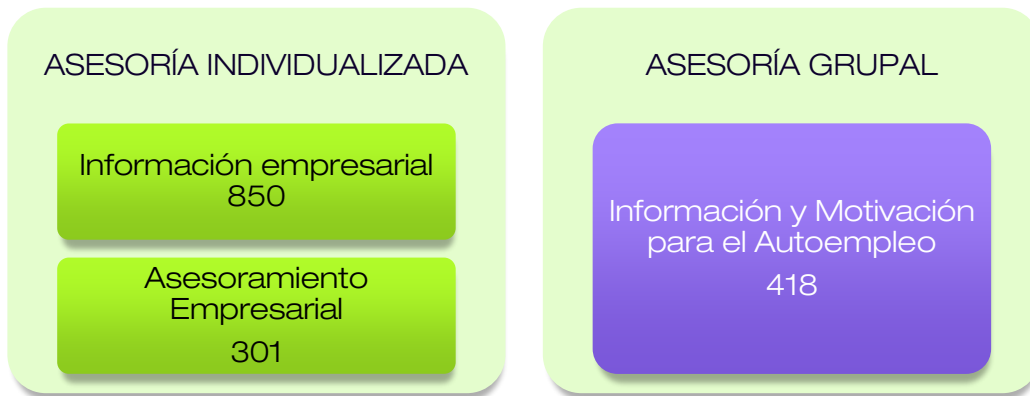 ASESORÍA INDIVIDUALIZADA
Información empresarial
850
Asesoramiento
Empresarial
301
ASESORÍA GRUPAL
Información y Motivación
para el Autoempleo
418